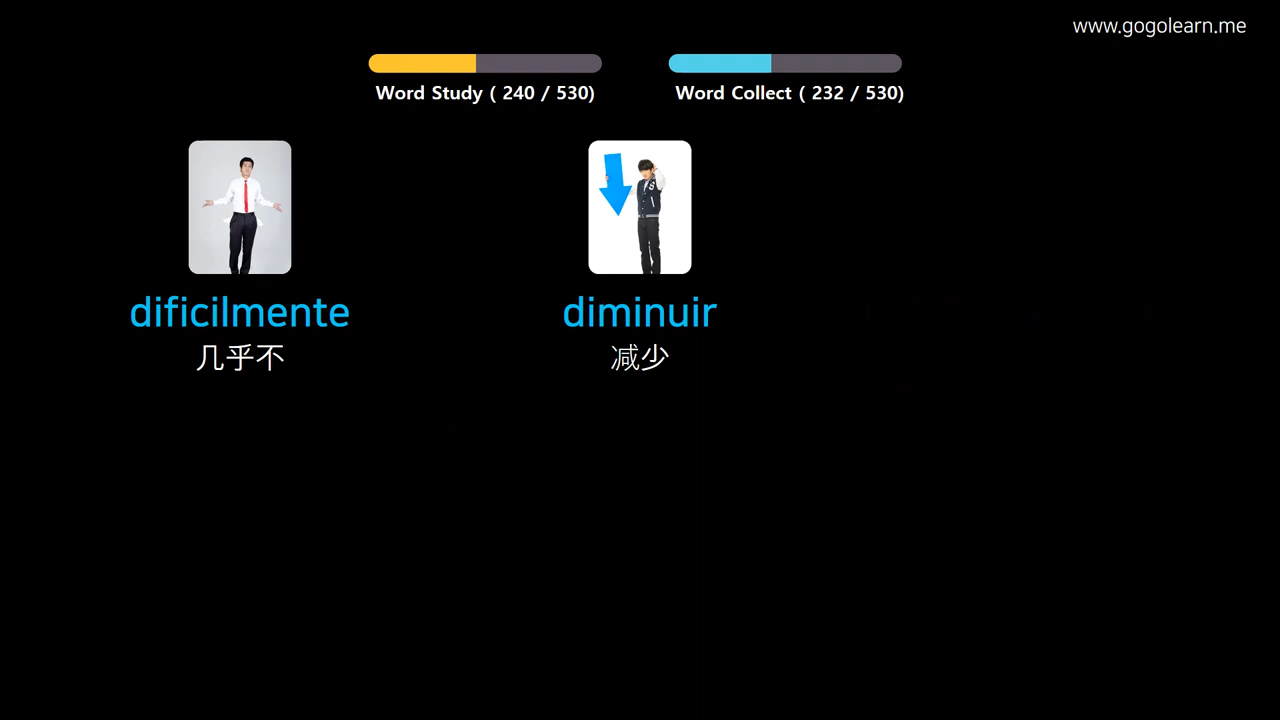 www.gogolearn.me
Word Study ( 240 / 530)
Word Collect ( 232 / 530)
dificilmente
几乎不
diminuir
减少